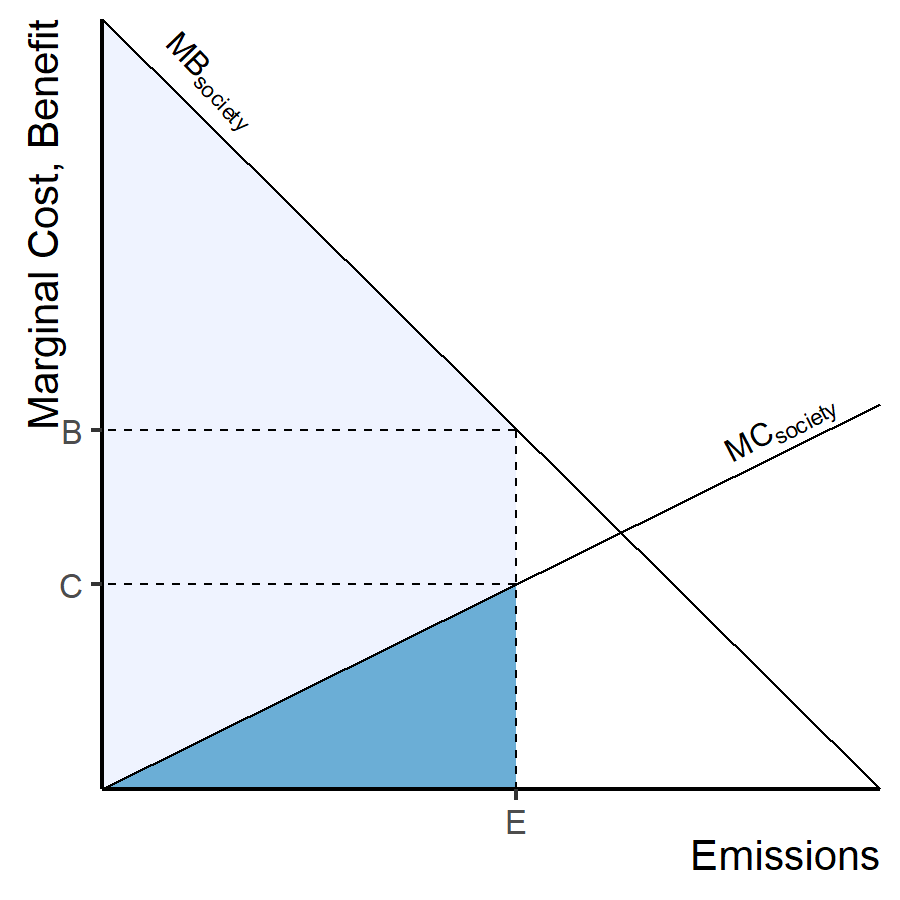 Marginal Cost, Benefit
MBsociety
B
MCsociety
C
E
Emissions